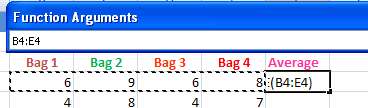 Function Arguments
B4:E4
Bag 1 Bag 2 Bag 3 Bag 4 Average
6 9 6 8 (B4:E4)
4 8 4 7